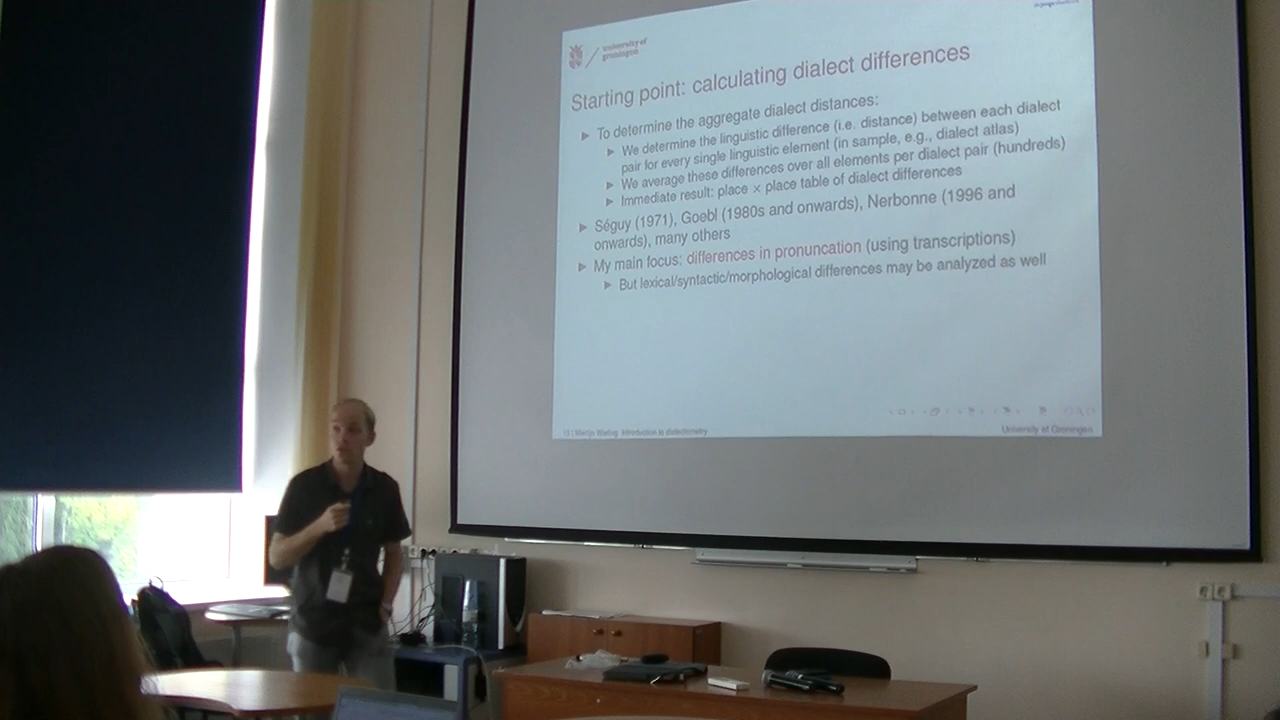 university of
groningen
Starting point: calculating dialect differences
To determine the aggregate dialect distances:
We determine the linguistic difference (i.e. distance) between each dialect
pair for every single linguistic element (in sample, e.g., dialect atlas)
We average these differences over all elements per dialect pair (hundreds)
Immediate result: place × place table of dialect differences
Séguy (1971), Goebl (1980s and onwards), Nerbonne (1996 and
onwards), many others
My main focus: differences in pronuncation (using transcriptions)
But lexical/syntactic/morphological differences may be analyzed as well
Martijn Wieling Introduction to dialectometry
University of Groningen